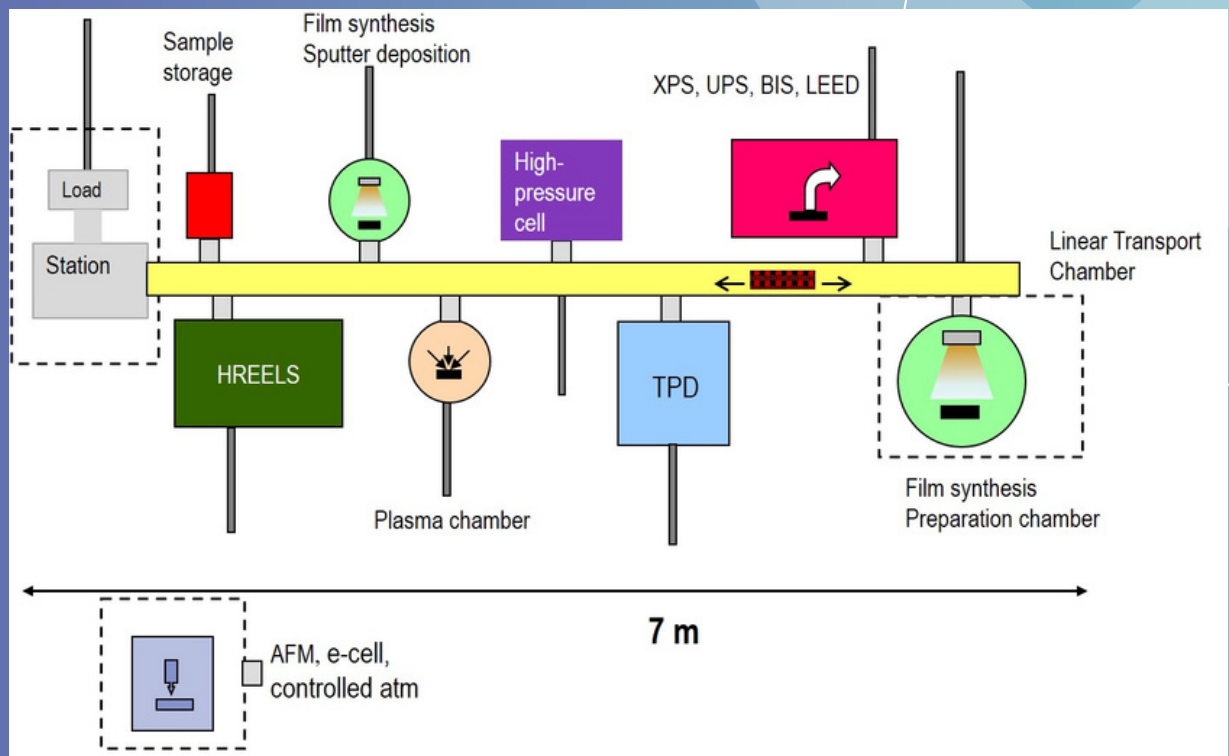 Film synthesis
Sputter deposition
Sample
storage
XPS, UPS, BIS, LEED
Load
High-
pressure
cell
Station
Linear Transport
Chamber
HREELS
TPD
Plasma chamber
Film synthesis
Preparation chamber
7 m
AFM, e-cell,
controlled atm